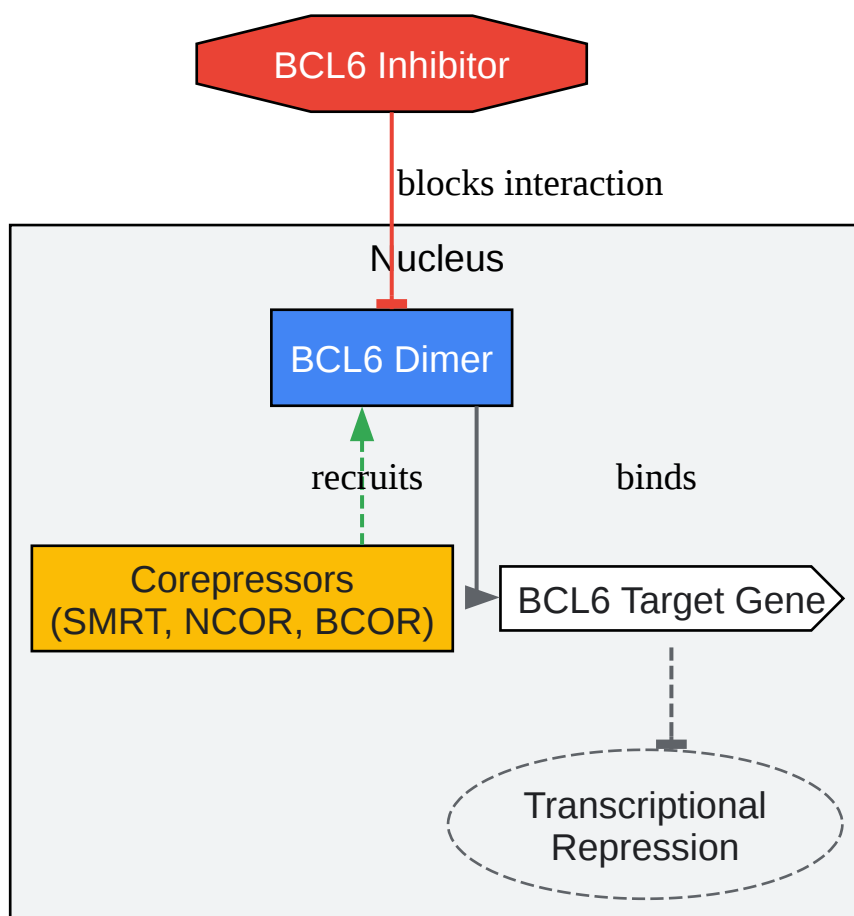 BCL6 Inhibitor
blocks interaction
Nucleus
BCL6 Dimer
recruits
binds
Corepressors
(SMRT, NCOR, BCOR)
BCL6 Target Gene
Transcriptional
Repression